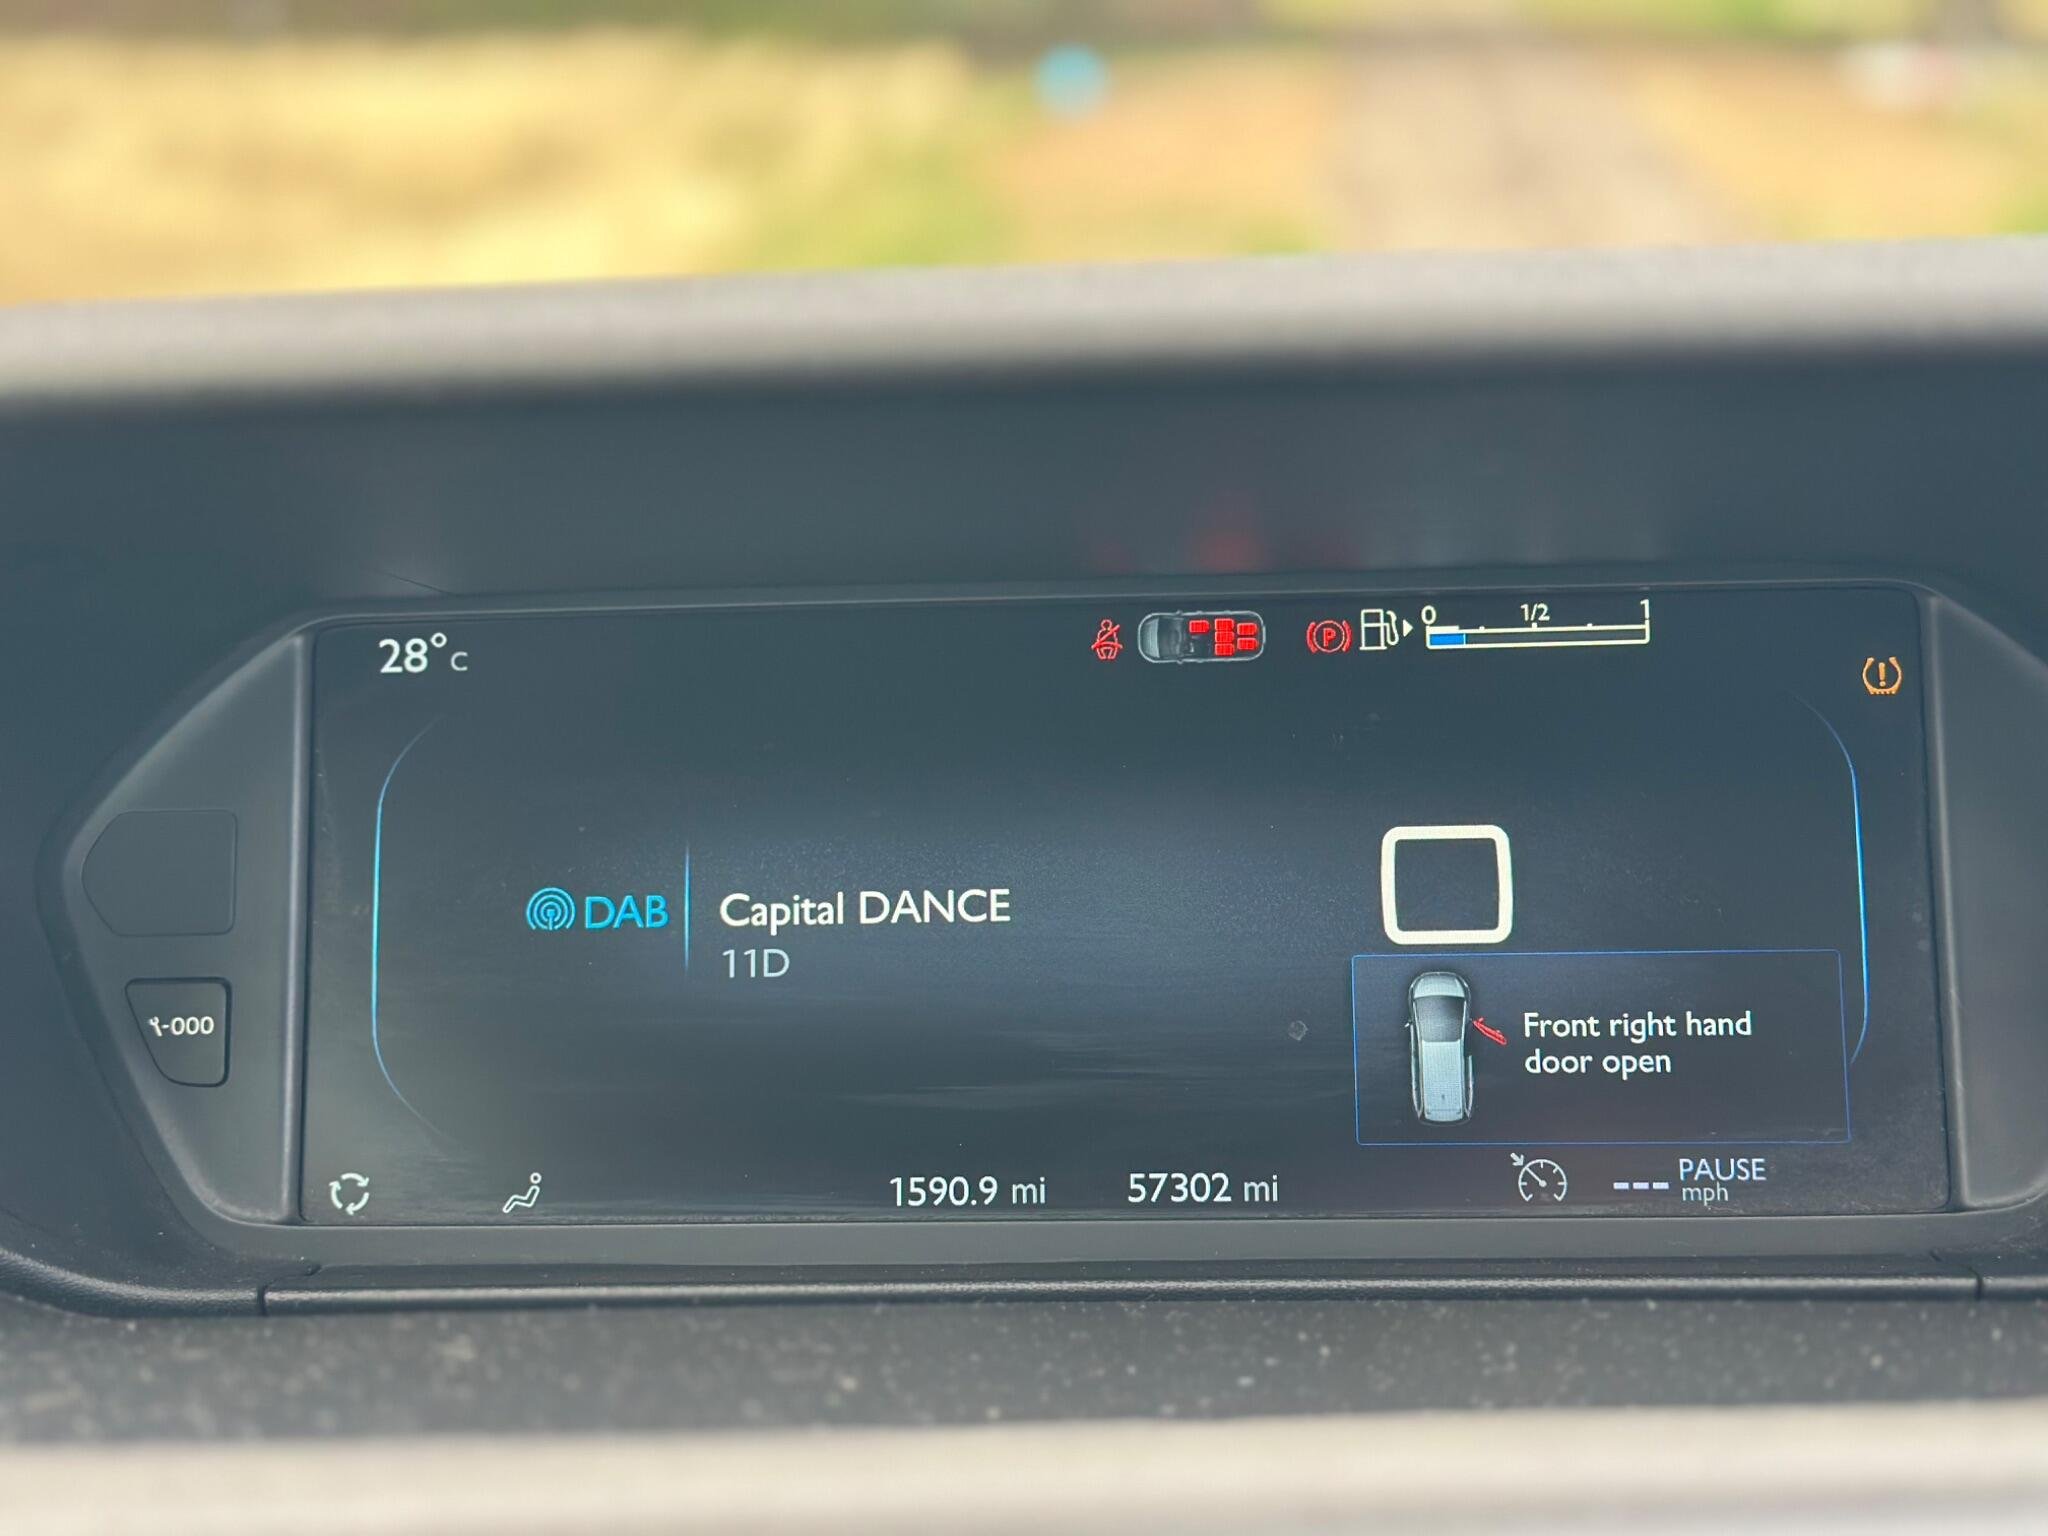 28°C
P
0 1/2 1
DAB
Capital DANCE
11D
-000
Front right hand
door open
1590.9 mi
57302 mi
--- PAUSE
mph